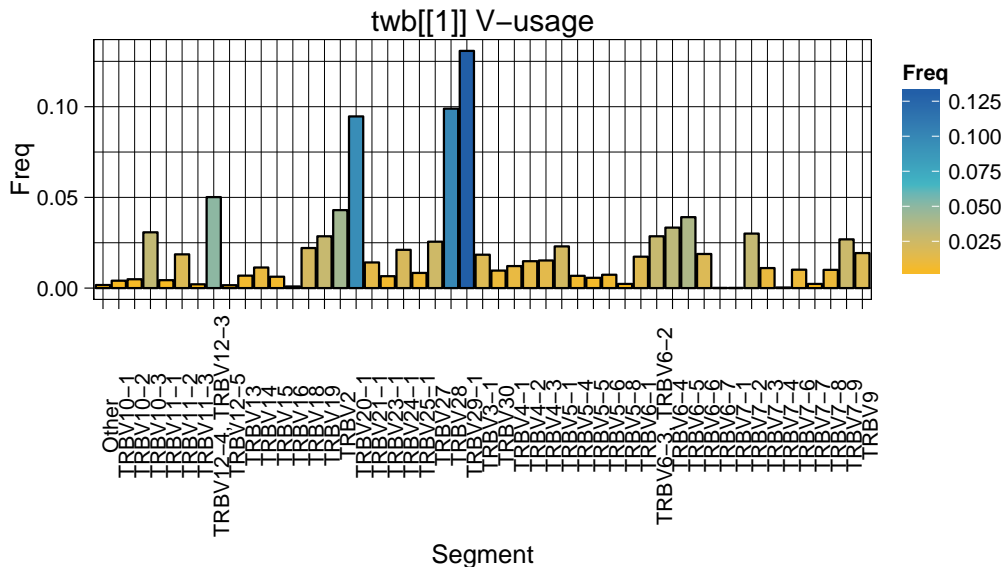 twb[[1]] V−usage
Freq
0.10
0.05
0.00
Other
TRBV10−1
TRBV10−2
TRBV10−3
TRBV11−1
TRBV11−2
TRBV11−3
TRBV12−4, TRBV12−3
TRBV12−5
TRBV13
TRBV14
TRBV15
TRBV16
TRBV18
TRBV19
TRBV2
TRBV20−1
TRBV21−1
TRBV23−1
TRBV24−1
TRBV25−1
TRBV27
TRBV28
TRBV29−1
TRBV3−1
TRBV30
TRBV4−1
TRBV4−2
TRBV4−3
TRBV5−1
TRBV5−4
TRBV5−5
TRBV5−6
TRBV5−8
TRBV6−1
TRBV6−3, TRBV6−2
TRBV6−4
TRBV6−5
TRBV6−6
TRBV6−7
TRBV7−1
TRBV7−2
TRBV7−3
TRBV7−4
TRBV7−6
TRBV7−7
TRBV7−8
TRBV7−9
TRBV9
Segment
Freq
0.125
0.100
0.075
0.050
0.025